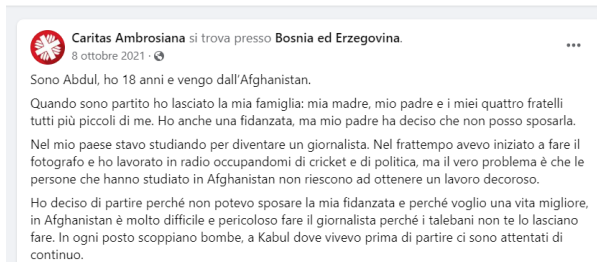 Caritas Ambrosiana si trova presso Bosnia ed Erzegovina.
8 ottobre 2021 ·
Sono Abdul, ho 18 anni e vengo dall'Afghanistan.
Quando sono partito ho lasciato la mia famiglia: mia madre, mio padre e i miei quattro fratelli
tutti più piccoli di me. Ho anche una fidanzata, ma mio padre ha deciso che non posso sposarla.
Nel mio paese stavo studiando per diventare un giornalista. Nel frattempo avevo iniziato a fare il
fotografo e ho lavorato in radio occupandomi di cricket e di politica, ma il vero problema è che le
persone che hanno studiato in Afghanistan non riescono ad ottenere un lavoro decoroso.
Ho deciso di partire perché non potevo sposare la mia fidanzata e perché voglio una vita migliore,
in Afghanistan è molto difficile e pericoloso fare il giornalista perché i talebani non te lo lasciano
fare. In ogni posto scoppiano bombe, a Kabul dove vivevo prima di partire ci sono attentati di
continuo.